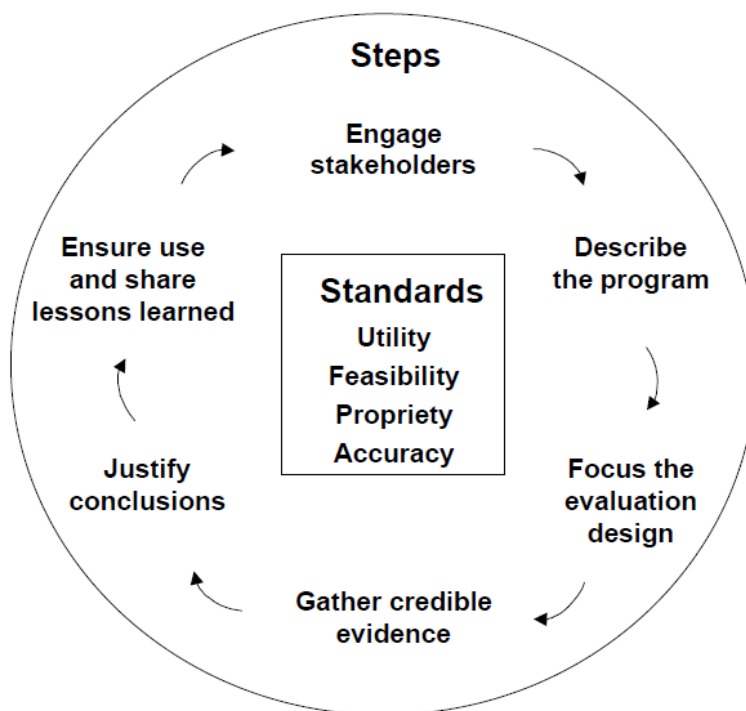 Steps
Engage
stakeholders
Describe
the program
Focus the
evaluation
design
Gather credible
evidence
Justify
conclusions
Ensure use
and share
lessons learned
Standards
Utility
Feasibility
Propriety
Accuracy